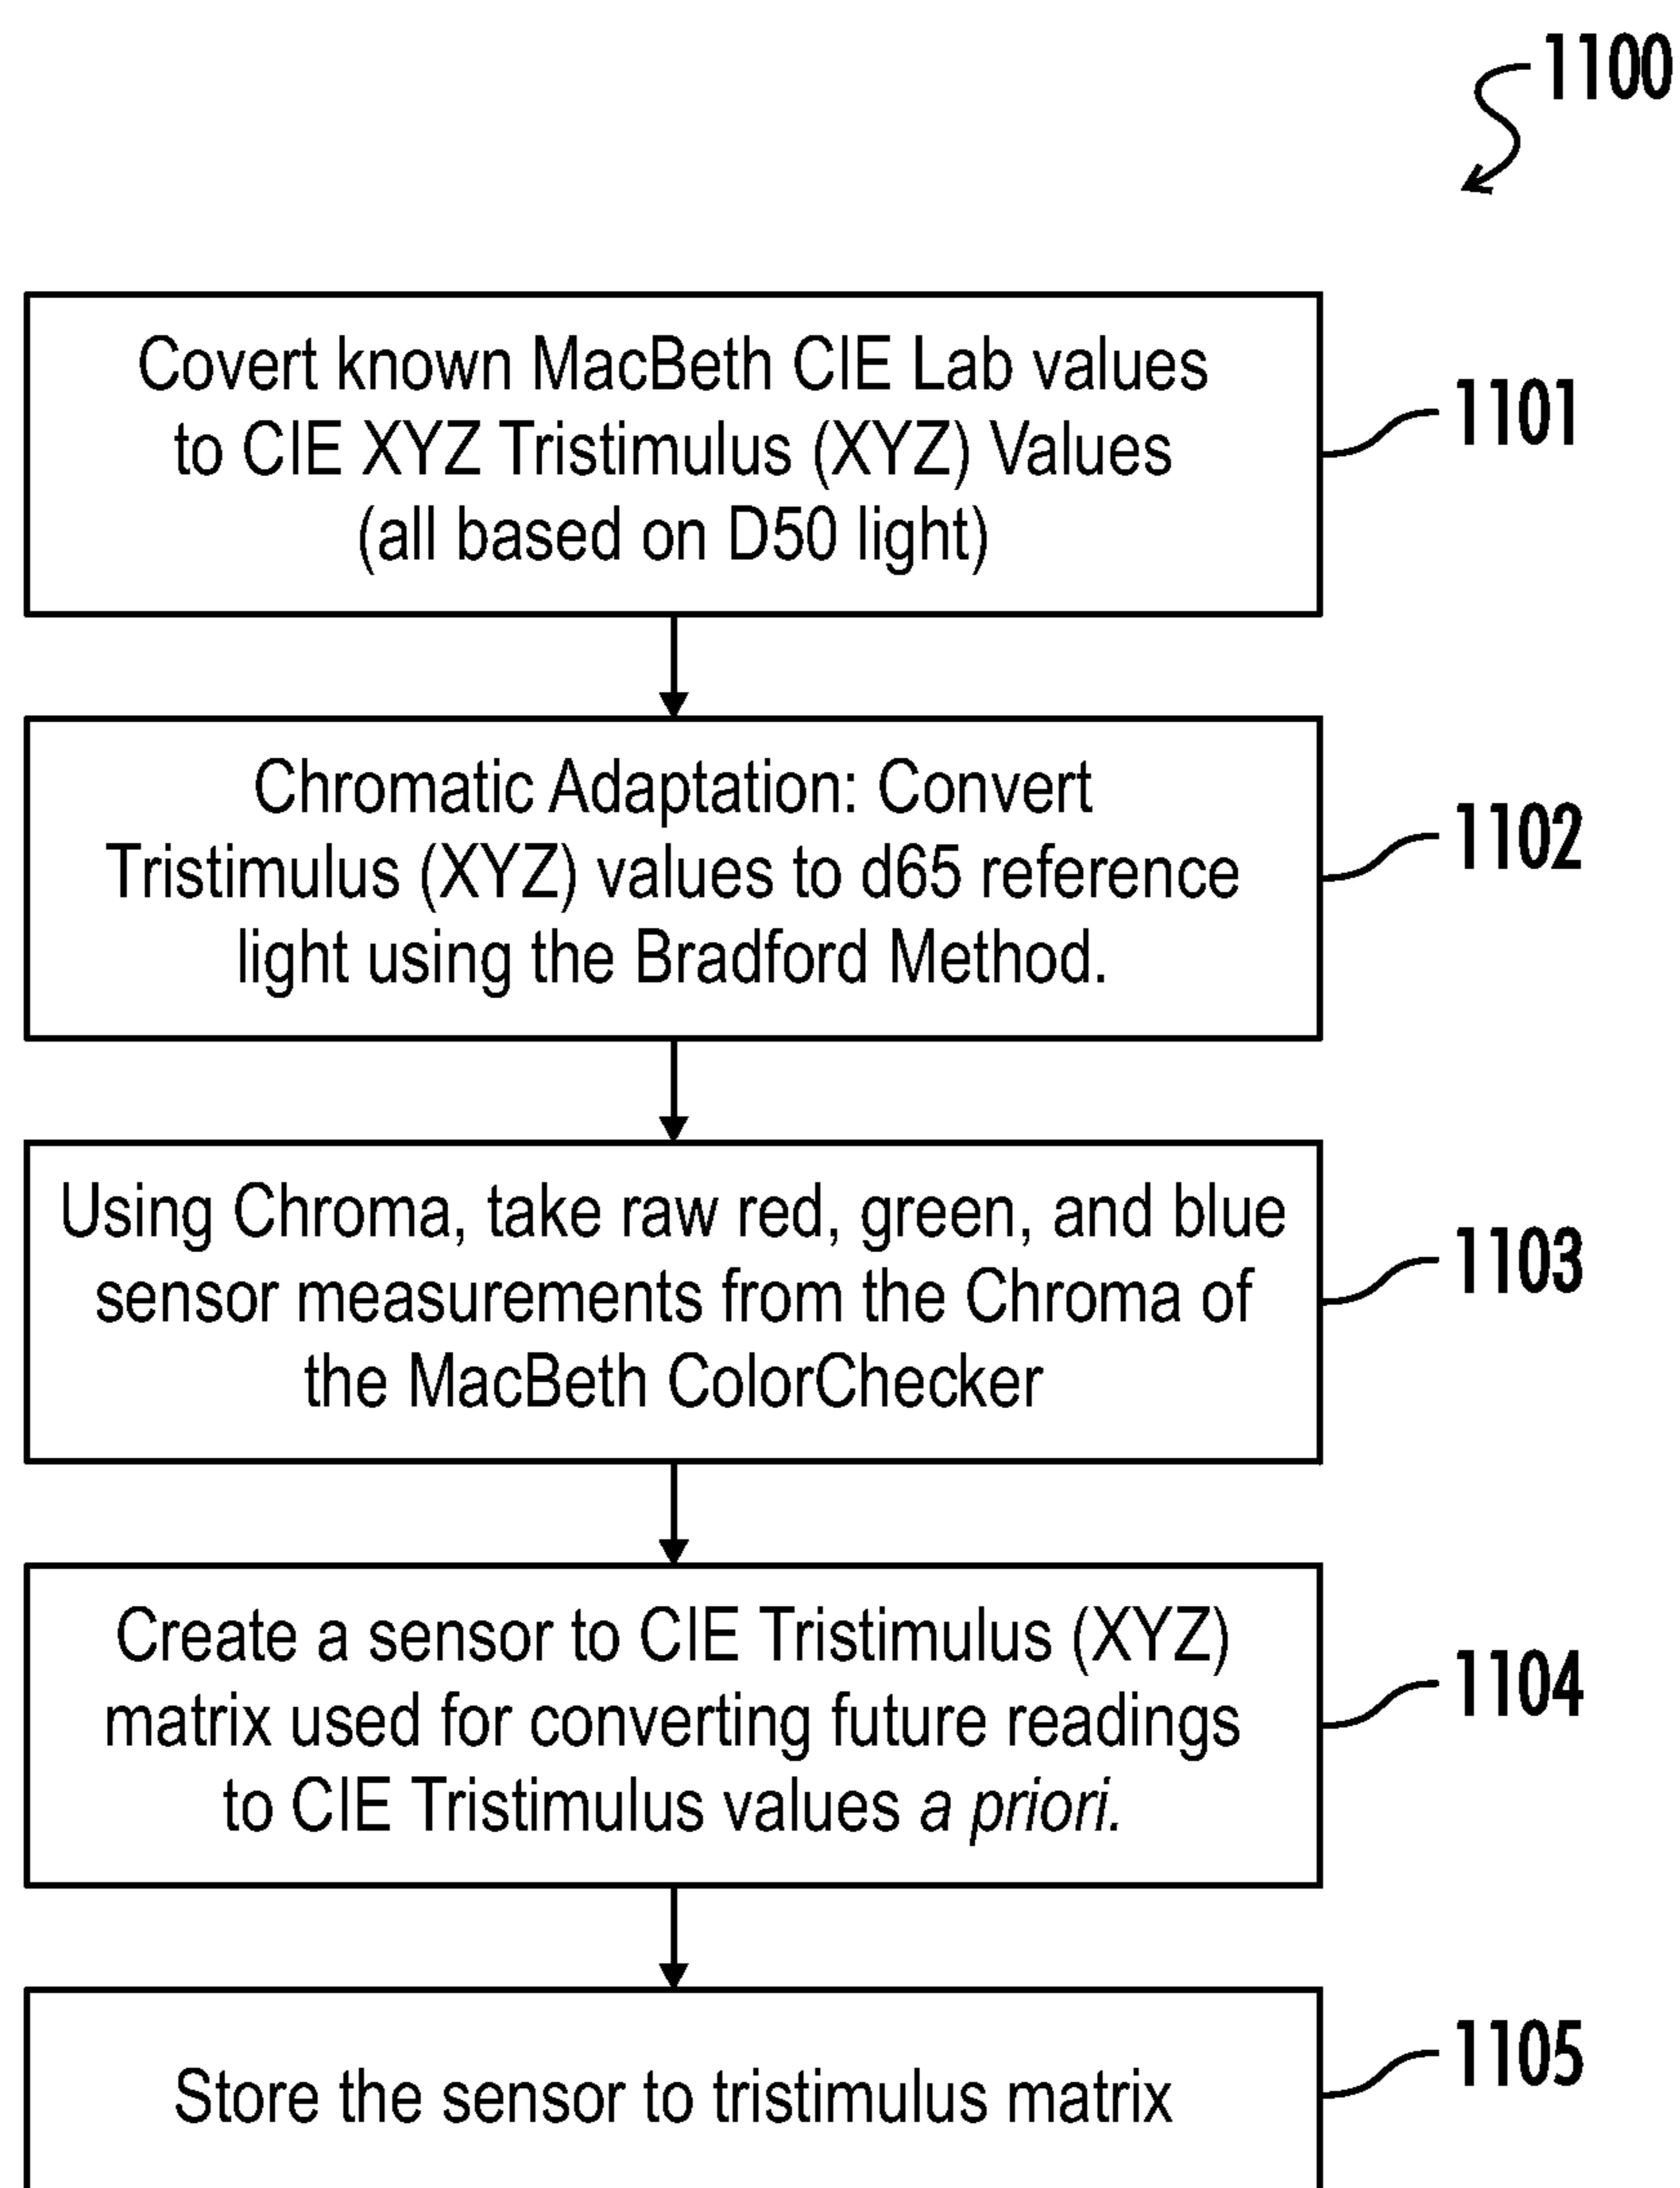 1100
Covert known MacBeth CIE Lab values
to CIE XYZ Tristimulus (XYZ) Values
(all based on D50 light)
1101
Chromatic Adaptation: Convert
Tristimulus (XYZ) values to d65 reference
light using the Bradford Method.
1102
Using Chroma, take raw red, green, and blue
sensor measurements from the Chroma of
the MacBeth ColorChecker
1103
Create a sensor to CIE Tristimulus (XYZ)
matrix used for converting future readings
to CIE Tristimulus values a priori.
1104
Store the sensor to tristimulus matrix
1105